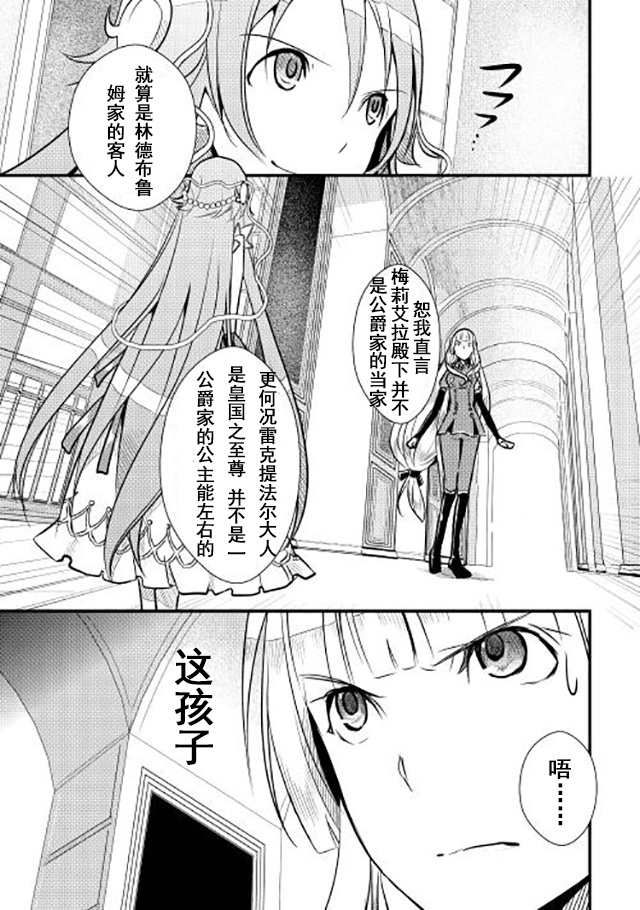 就算是林德布鲁
姆家的客人
恕我直言
梅莉艾拉殿下并不
是公爵家的当家
更何况雷克提法尔大人
是皇国之至尊 并不是一
公爵家的公主能左右的
这孩子
唔……